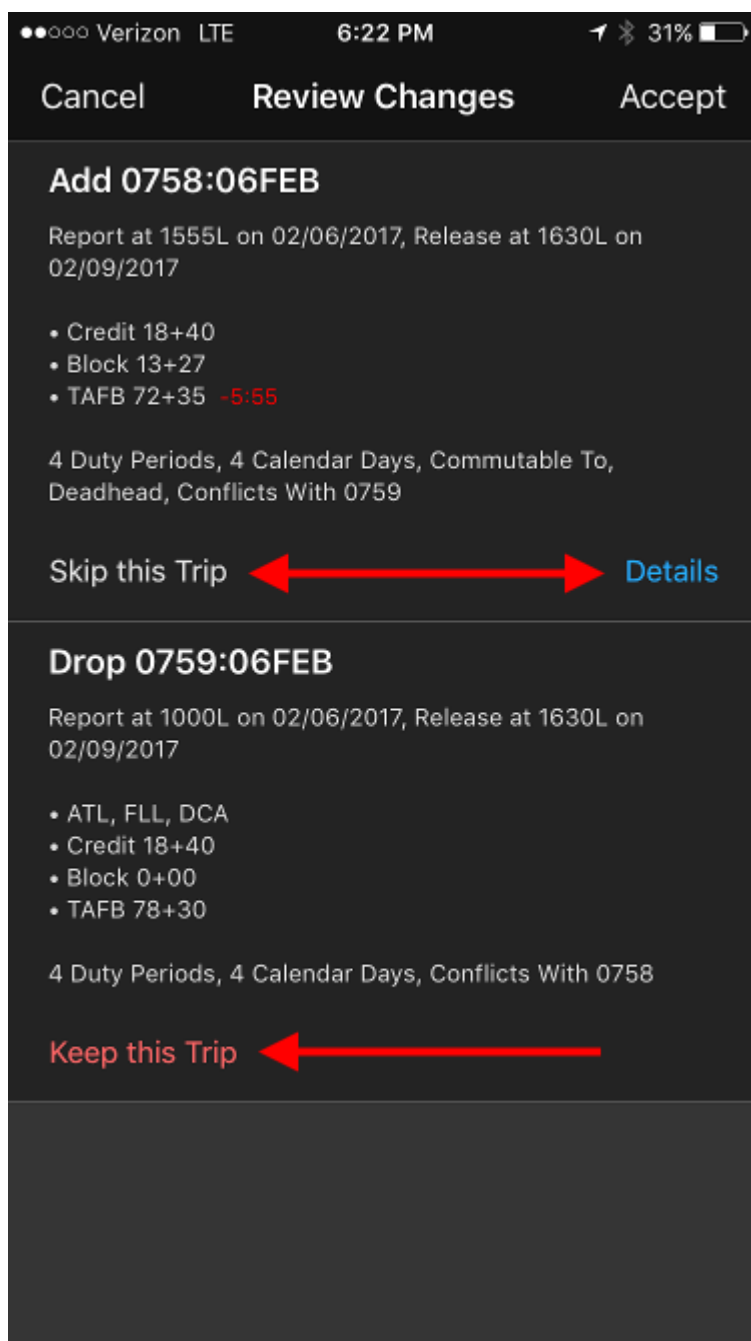 Verizon LTE 6:22 PM 31%
Cancel Review Changes Accept
Add 0758:06FEB
Report at 1555L on 02/06/2017, Release at 1630L on
02/09/2017
• Credit 18+40
• Block 13+27
• TAFB 72+35 -5:55
4 Duty Periods, 4 Calendar Days, Commutable To,
Deadhead, Conflicts With 0759
Skip this Trip Details
Drop 0759:06FEB
Report at 1000L on 02/06/2017, Release at 1630L on
02/09/2017
• ATL, FLL, DCA
• Credit 18+40
• Block 0+00
• TAFB 78+30
4 Duty Periods, 4 Calendar Days, Conflicts With 0758
Keep this Trip